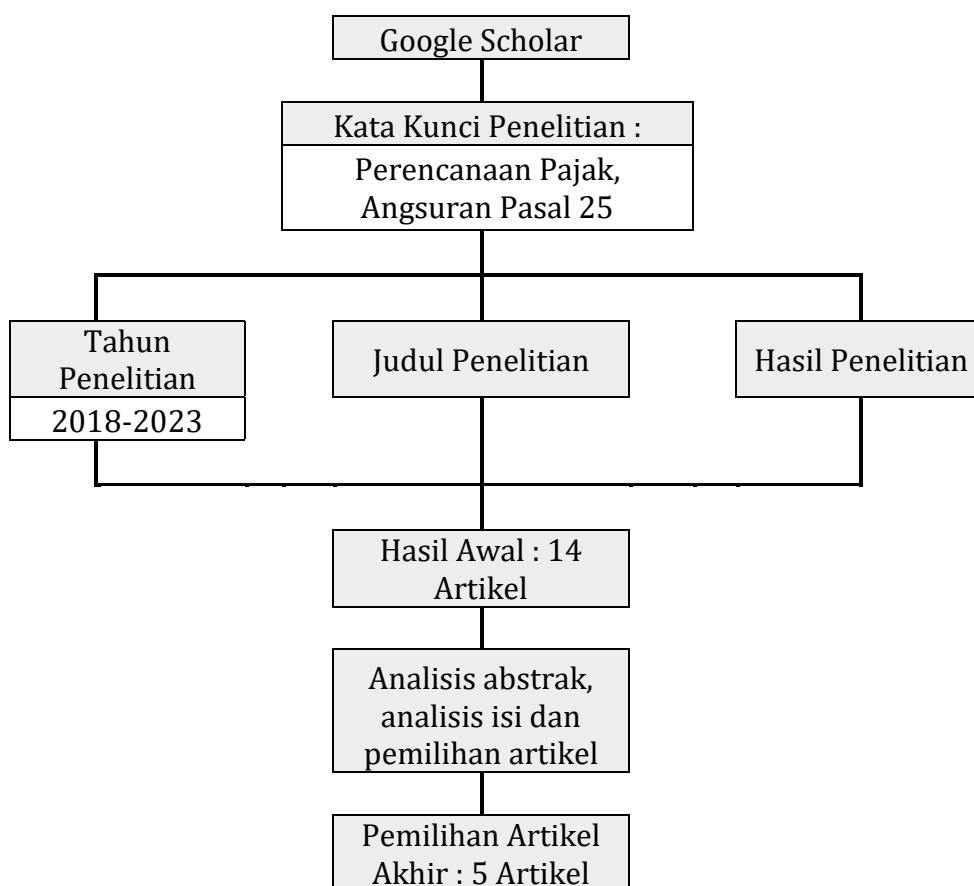 Google Scholar
Kata Kunci Penelitian :
Perencanaan Pajak,
Angsuran Pasal 25
Tahun
Penelitian
2018-2023
Judul Penelitian
Hasil Penelitian
Hasil Awal : 14
Artikel
Analisis abstrak,
analisis isi dan
pemilihan artikel
Pemilihan Artikel
Akhir : 5 Artikel